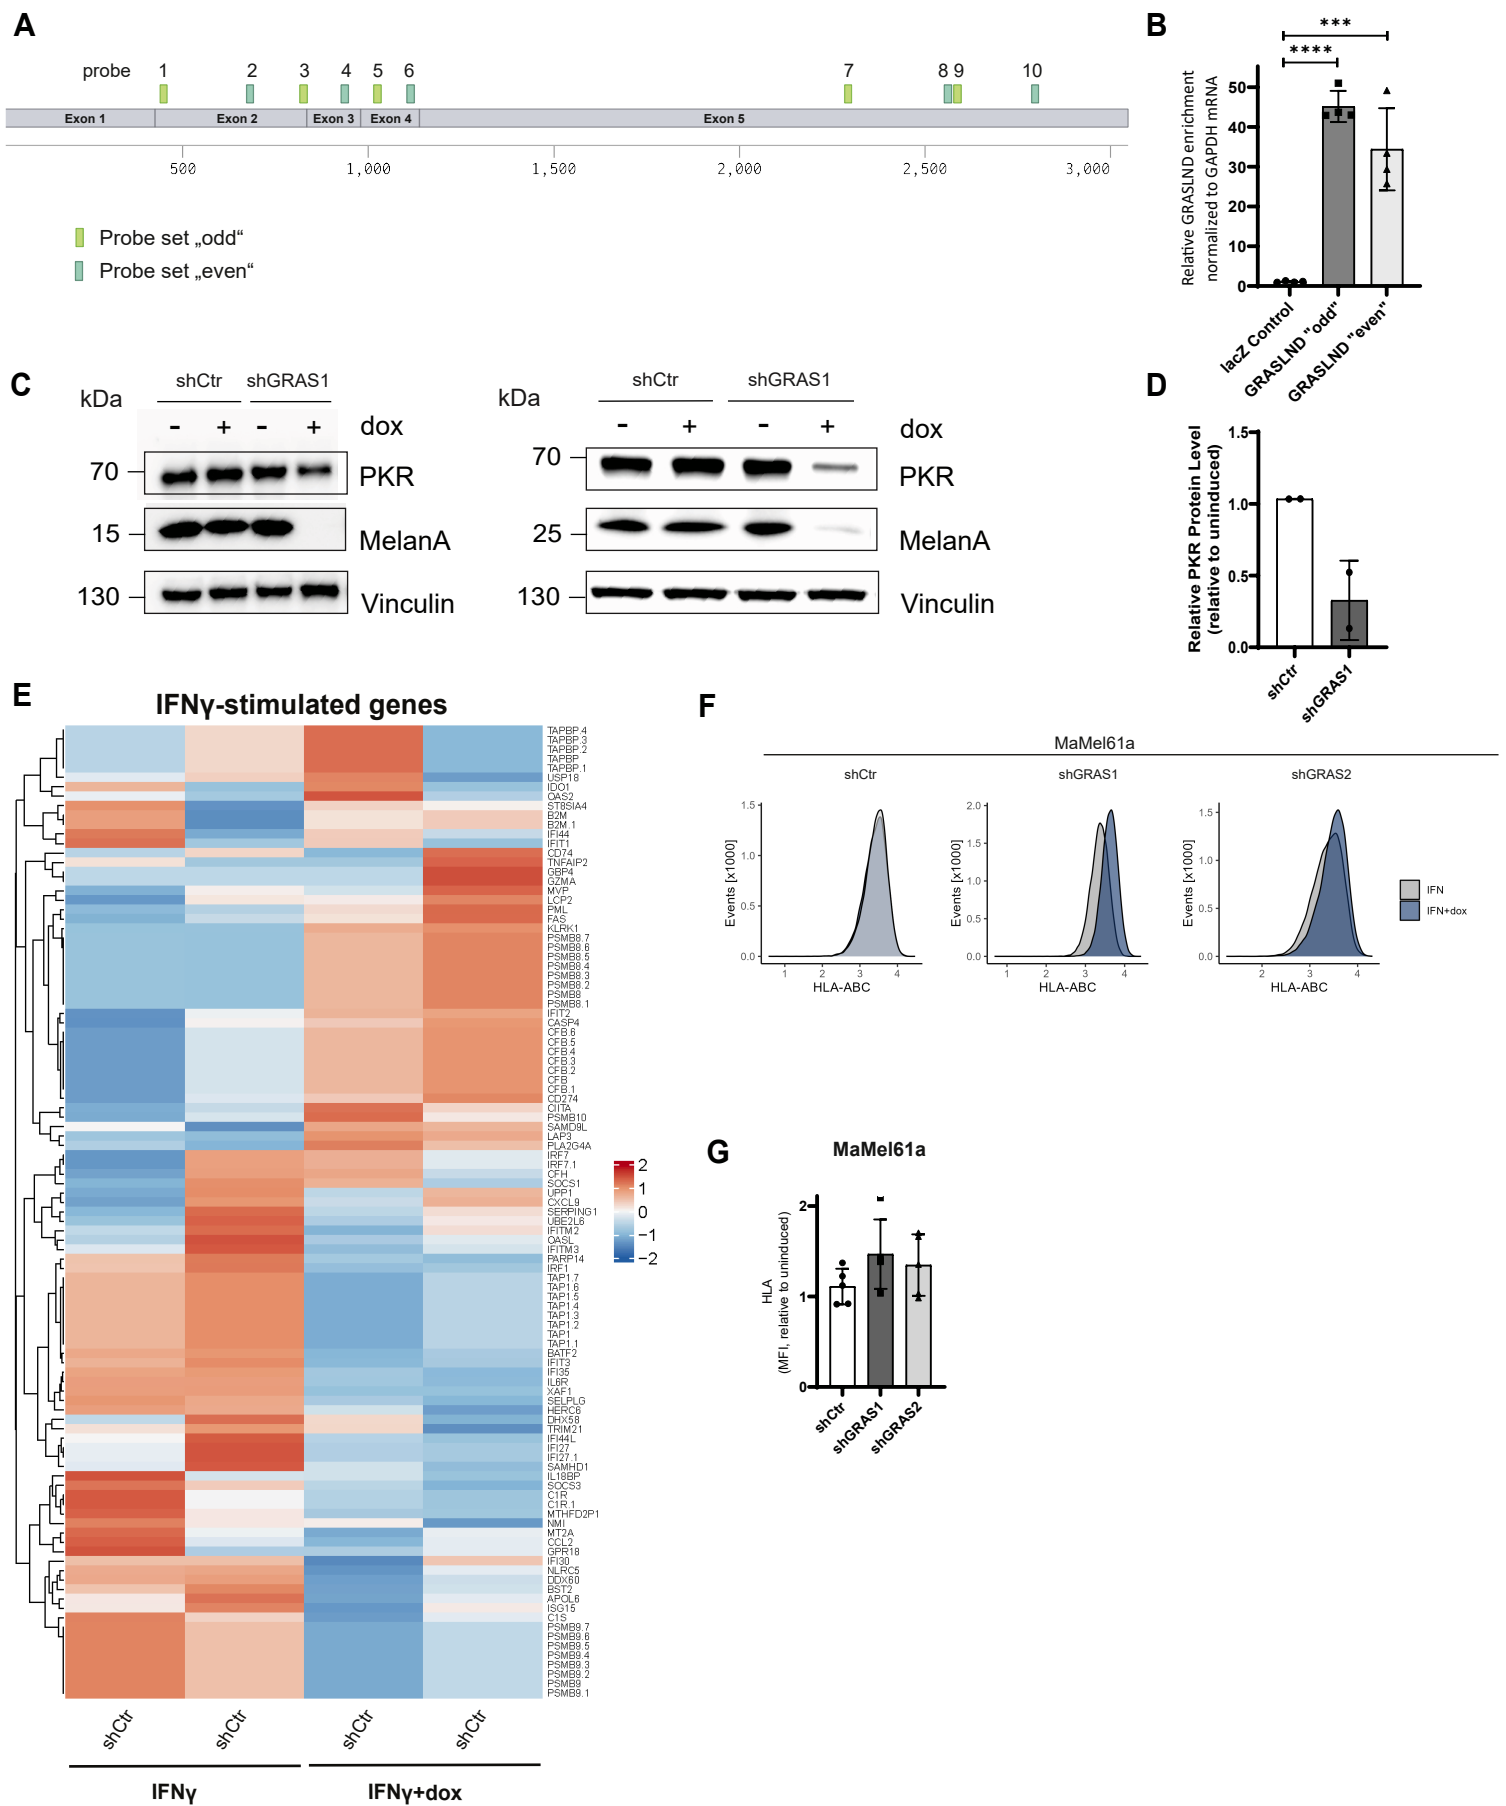 A
probe 1 2 3 4 5 6 7 8 9 10
Exon 1 Exon 2 Exon 3 Exon 4 Exon 5
500 1,000 1,500 2,000 2,500 3,000
Probe set „odd“
Probe set „even“
B
***
****
Relative GRASLND enrichment
normalized to GAPDH mRNA
50
40
30
20
10
0
lacZ Control
GRASLND "odd"
GRASLND "even"
C
kDa shCtr shGRAS1
- + - + dox
70 PKR
15 MelanA
130 Vinculin
kDa shCtr shGRAS1
- + - + dox
70 PKR
25 MelanA
130 Vinculin
D
Relative PKR Protein Level
(relative to uninduced)
1.5
1.0
0.5
0.0
shCtr
shGRAS1
E
IFNγ-stimulated genes
TAPBP.4
TAPBP.3
TAPBP.2
TAPBP
TAPBP.1
USP18
IDO1
OAS2
ST8SIA4
B2M
B2M.1
IFI44
IFIT1
CD74
TNFAIP2
GBP4
GZMA
MVP
LCP2
PML
FAS
KLRK1
PSMB8.7
PSMB8.6
PSMB8.5
PSMB8.4
PSMB8.3
PSMB8.2
PSMB8
PSMB8.1
IFIT2
CASP4
CFB.6
CFB.5
CFB.4
CFB.3
CFB.2
CFB
CFB.1
CD274
CIITA
PSMB10
SAMD9L
LAP3
PLA2G4A
IRF7
IRF7.1
CFH
SOCS1
UPP1
CXCL9
SERPING1
UBE2L6
IFITM2
OASL
IFITM3
PARP14
IRF1
TAP1.7
TAP1.6
TAP1.5
TAP1.4
TAP1.3
TAP1.2
TAP1
TAP1.1
BATF2
IFIT3
IFI35
IL6R
XAF1
SELPLG
HERC6
DHX58
TRIM21
IFI44L
IFI27
IFI27.1
SAMHD1
IL18BP
SOCS3
C1R
C1R.1
MTHFD2P1
NMI
MT2A
CCL2
GPR18
IFI30
NLRC5
DDX60
BST2
APOL6
ISG15
C1S
PSMB9.7
PSMB9.6
PSMB9.5
PSMB9.4
PSMB9.3
PSMB9.2
PSMB9
PSMB9.1
2
1
0
−1
−2
shCtr shCtr shCtr shCtr
IFNγ IFNγ+dox
F
MaMel61a
shCtr shGRAS1 shGRAS2
Events [x1000]
1.5
1.0
0.5
0.0
1 2 3 4
HLA-ABC
Events [x1000]
2.0
1.5
1.0
0.5
0.0
1 2 3 4
HLA-ABC
Events [x1000]
1.5
1.0
0.5
0.0
2 3 4
HLA-ABC
IFN
IFN+dox
G
MaMel61a
HLA
(MFI, relative to uninduced)
2
1
0
shCtr
shGRAS1
shGRAS2